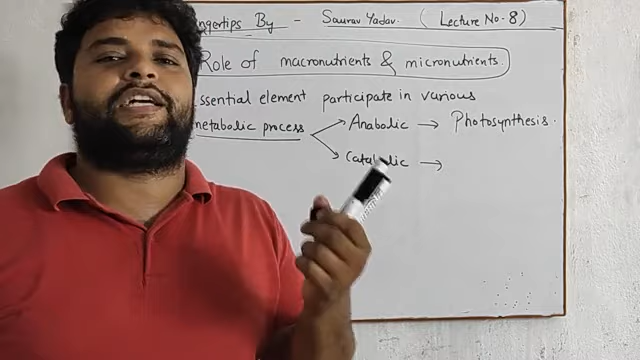 ngertips By - Sourav Yadav. (Lecture No. 8)
Role of macronutrients & micronutrients.
ssential element participate in various
metabolic process Anabolic → Photosynthesis.
Catabolic →